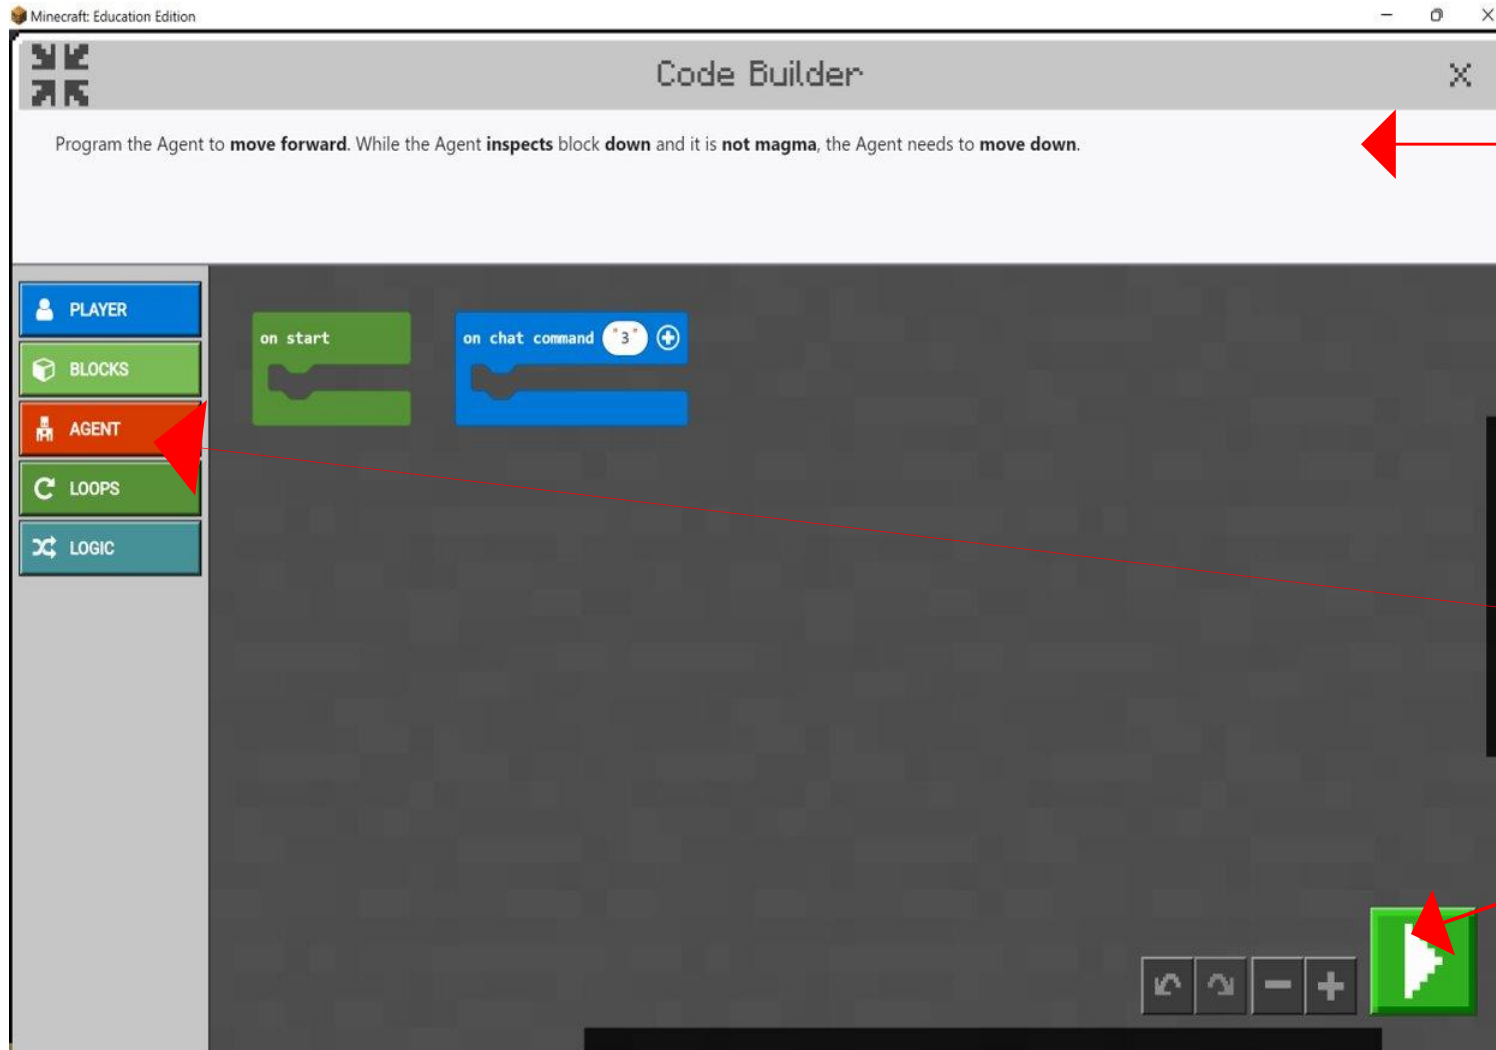 Minecraft: Education Edition
Code Builder
Program the Agent to move forward. While the Agent inspects block down and it is not magma, the Agent needs to move down.
PLAYER
BLOCKS
AGENT
LOOPS
LOGIC
on start
on chat command "3"